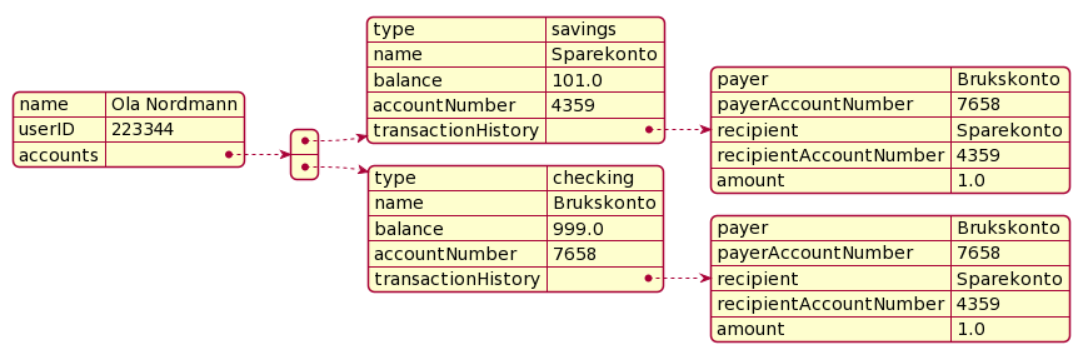 name Ola Nordmann
userID 223344
accounts
type savings
name Sparekonto
balance 101.0
accountNumber 4359
transactionHistory
payer Brukskonto
payerAccountNumber 7658
recipient Sparekonto
recipientAccountNumber 4359
amount 1.0
type checking
name Brukskonto
balance 999.0
accountNumber 7658
transactionHistory
payer Brukskonto
payerAccountNumber 7658
recipient Sparekonto
recipientAccountNumber 4359
amount 1.0